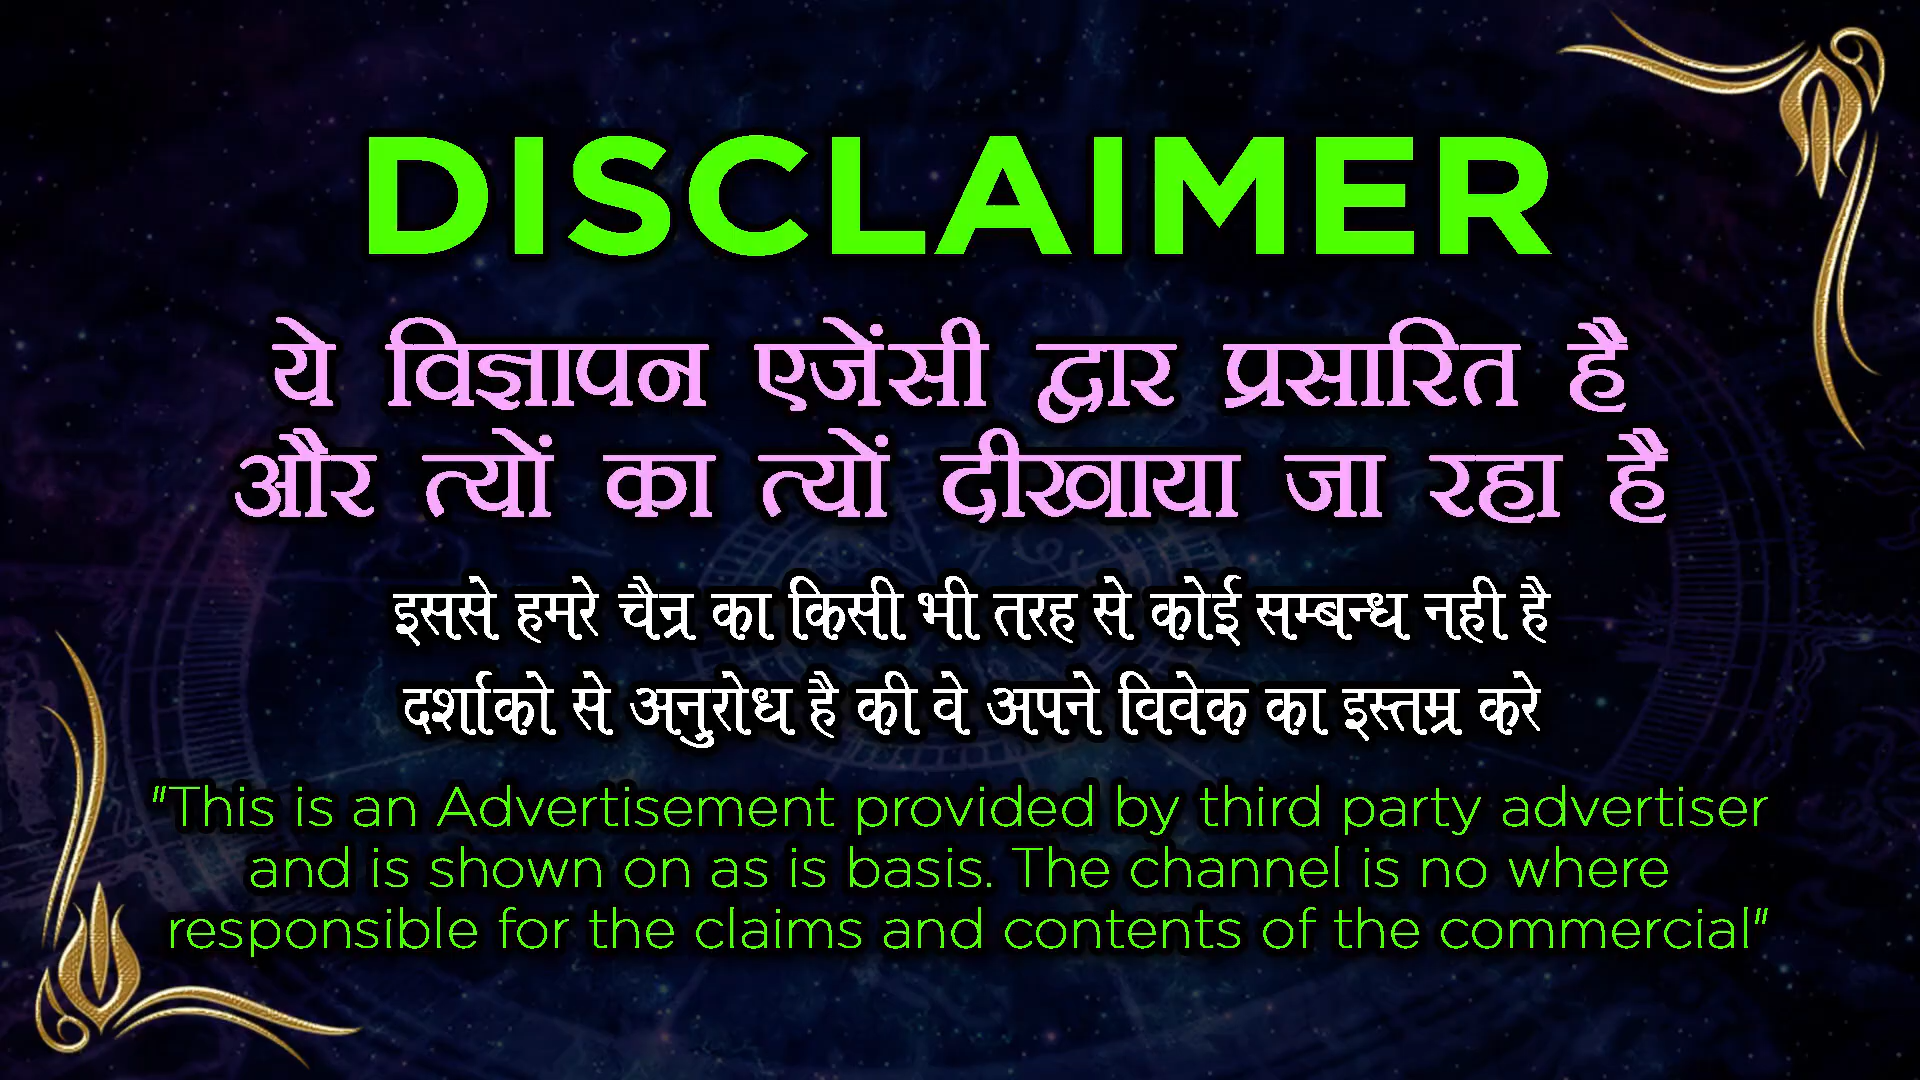 DISCLAIMER
ये विज्ञापन एजेंसी द्वार प्रसारित है
और त्यों का त्यों दीखाया जा रहा है
इससे हमरे चैन्र का किसी भी तरह से कोई सम्बन्ध नही है
दर्शाको से अनुरोध है की वे अपने विवेक का इस्तम्र करे
"This is an Advertisement provided by third party advertiser
and is shown on as is basis. The channel is no where
responsible for the claims and contents of the commercial"